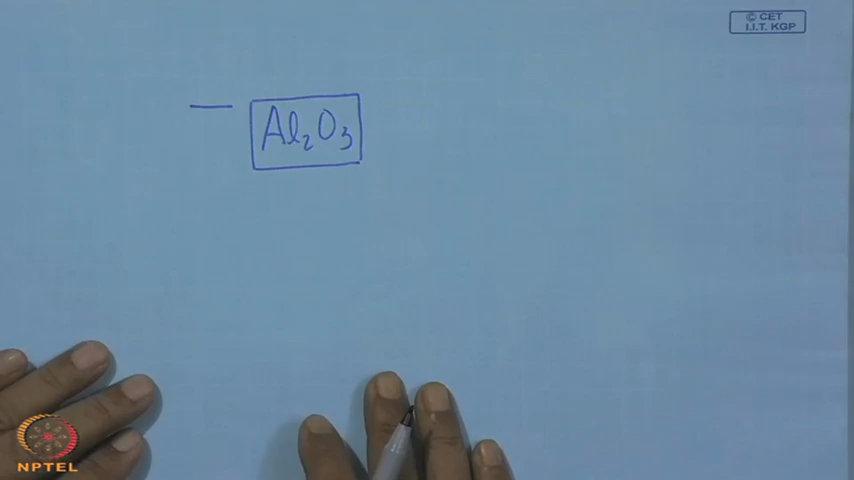 © CET
I.I.T. KGP
— Al₂O₃
NPTEL